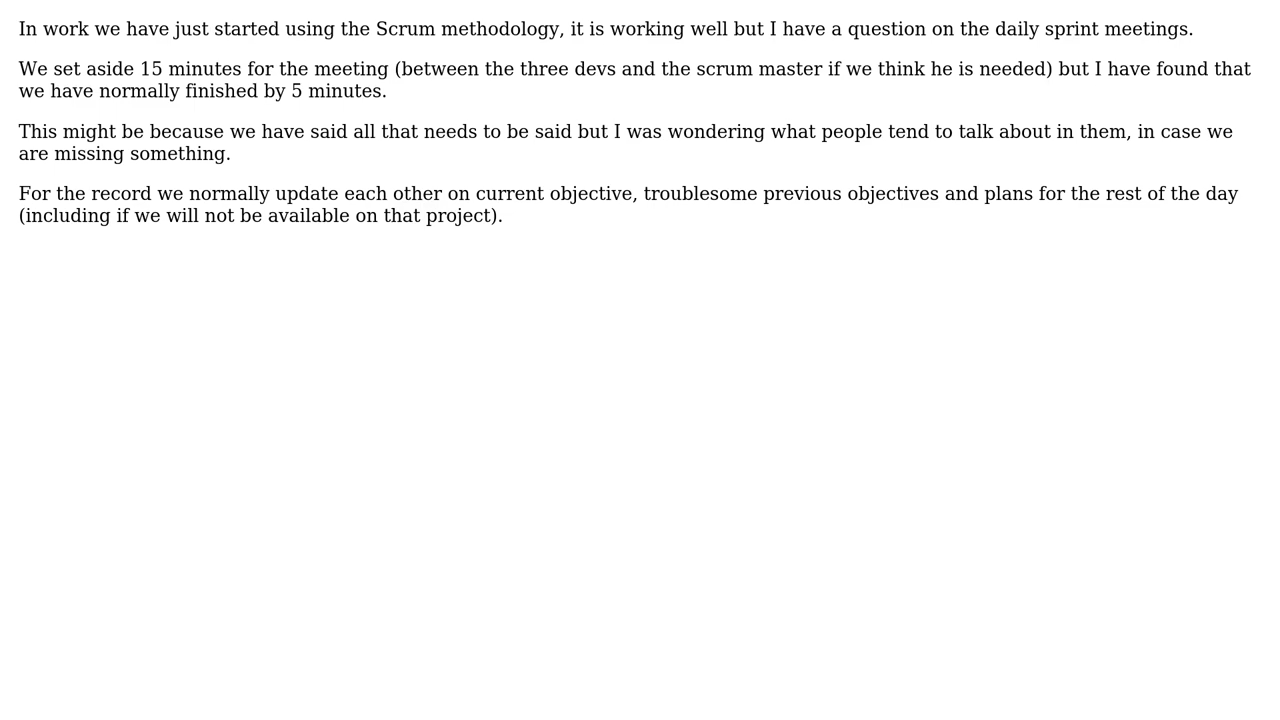 In work we have just started using the Scrum methodology, it is working well but I have a question on the daily sprint meetings.
We set aside 15 minutes for the meeting (between the three devs and the scrum master if we think he is needed) but I have found that
we have normally finished by 5 minutes.
This might be because we have said all that needs to be said but I was wondering what people tend to talk about in them, in case we
are missing something.
For the record we normally update each other on current objective, troublesome previous objectives and plans for the rest of the day
(including if we will not be available on that project).